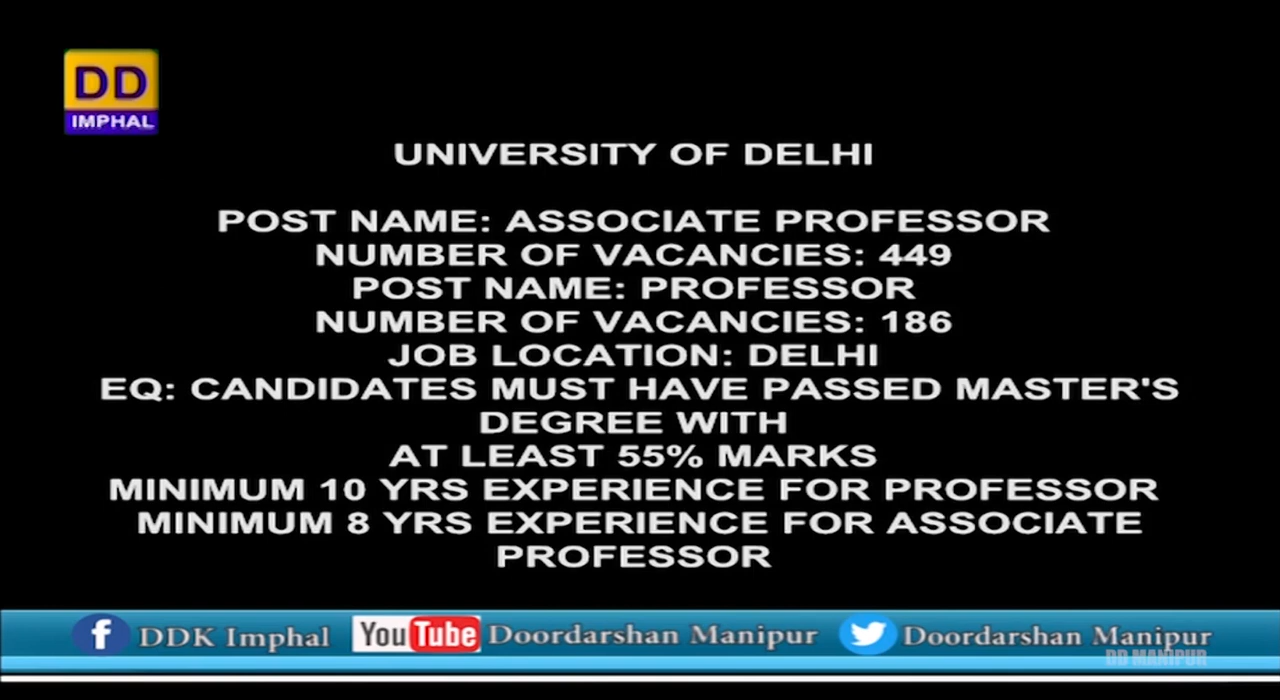 DD
IMPHAL
UNIVERSITY OF DELHI
POST NAME: ASSOCIATE PROFESSOR
NUMBER OF VACANCIES: 449
POST NAME: PROFESSOR
NUMBER OF VACANCIES: 186
JOB LOCATION: DELHI
EQ: CANDIDATES MUST HAVE PASSED MASTER'S
DEGREE WITH
AT LEAST 55% MARKS
MINIMUM 10 YRS EXPERIENCE FOR PROFESSOR
MINIMUM 8 YRS EXPERIENCE FOR ASSOCIATE
PROFESSOR
f DDK Imphal YouTube Doordarshan Manipur Doordarshan Manipur
DD MANIPUR